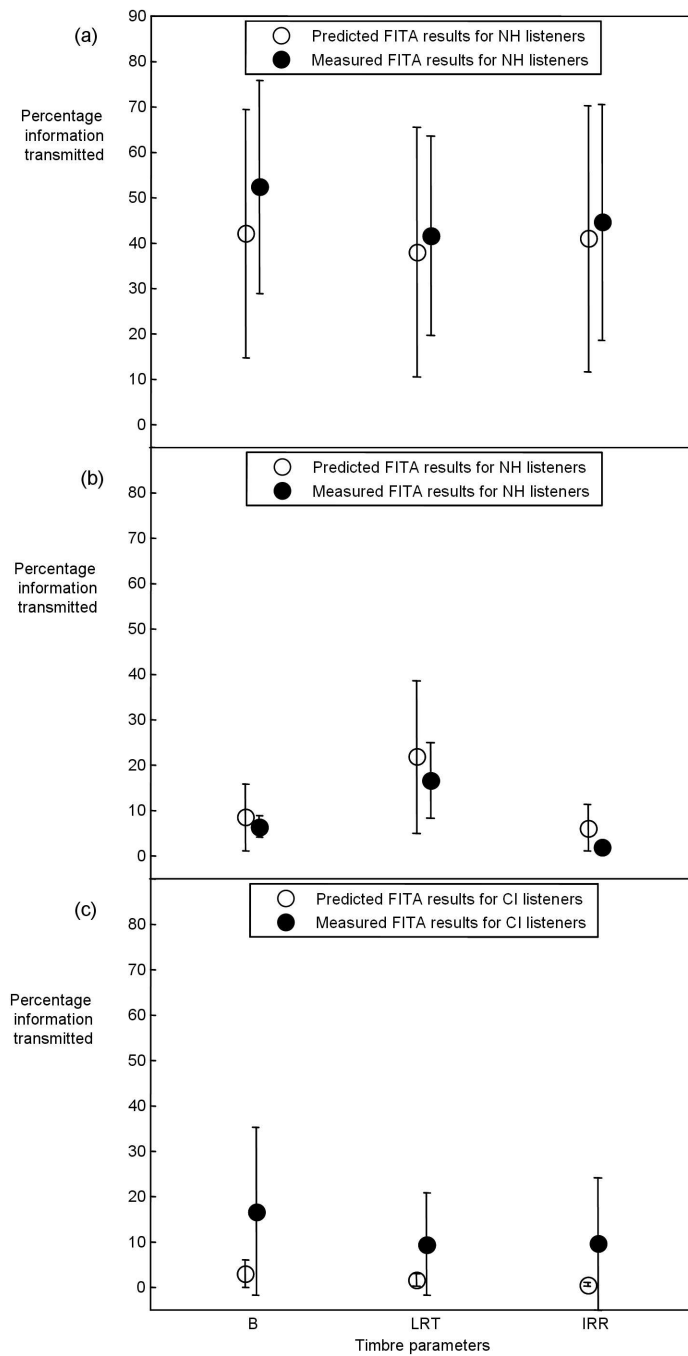 (a)
90
80
70
60
50
40
30
20
10
0
Percentage
information
transmitted
Predicted FITA results for NH listeners
Measured FITA results for NH listeners
(b)
80
70
60
50
40
30
20
10
0
Percentage
information
transmitted
Predicted FITA results for NH listeners
Measured FITA results for NH listeners
(c)
80
70
60
50
40
30
20
10
0
Percentage
information
transmitted
Predicted FITA results for CI listeners
Measured FITA results for CI listeners
B LRT IRR
Timbre parameters